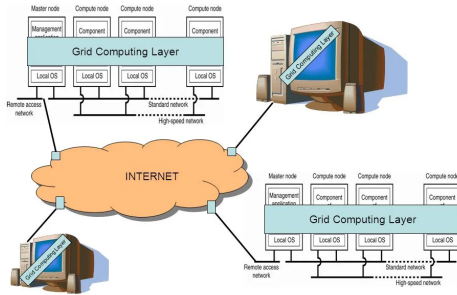 Master node Compute node Compute node Compute node
Management Component Component Component
Grid Computing Layer
Local OS Local OS Local OS Local OS
Remote access
network
Standard network
High-speed network
Grid Computing Layer
INTERNET
Master node Compute node Compute node Compute node
Management Component Component Component
Grid Computing Layer
Local OS Local OS Local OS Local OS
Remote access
network
Standard network
High-speed network
Grid Computing Layer